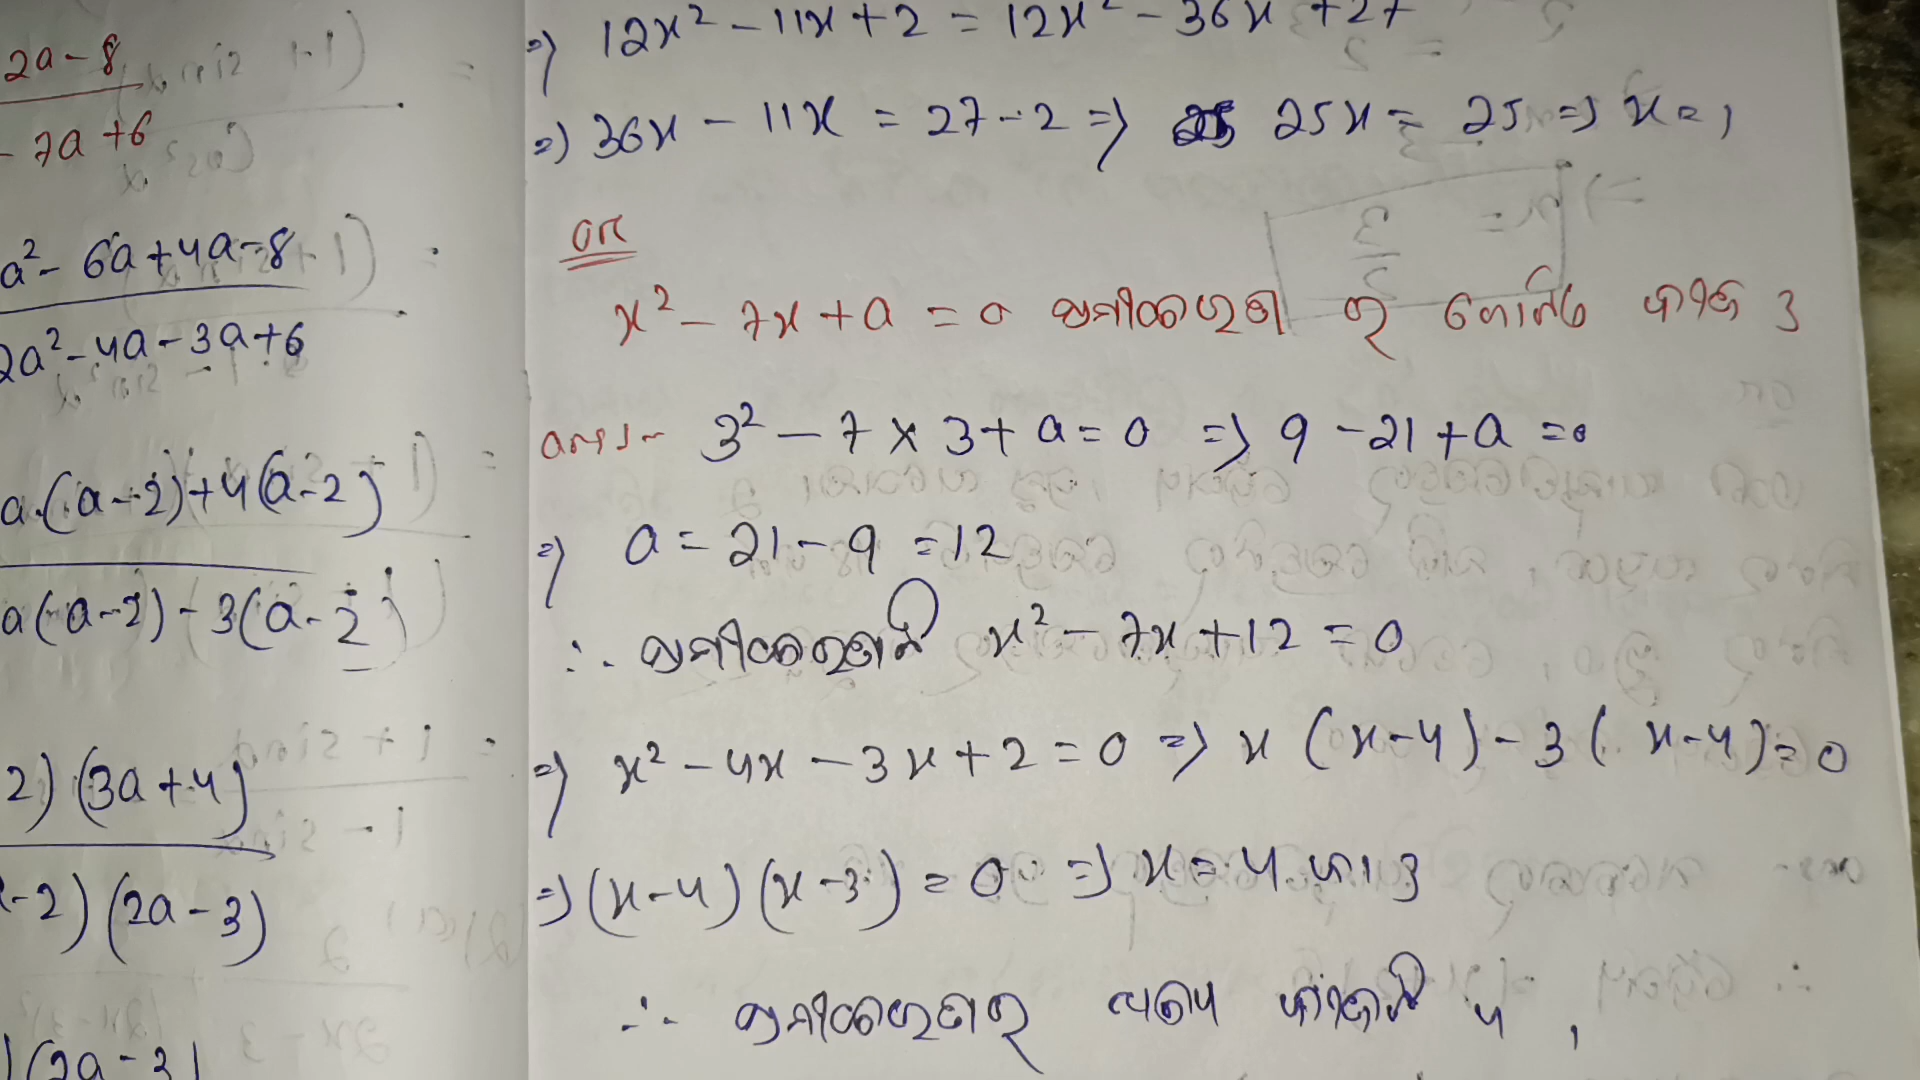 2a - 8
- 7a + 6
a² - 6a + 4a - 8
2a² - 4a - 3a + 6
a(a-2) + 4(a-2)
a(a-2) - 3(a-2)
2) (3a + 4)
-2) (2a - 3)
) (2a - 3)
=> 12x² - 11x + 2 = 12x² - 36x + 27
=> 36x - 11x = 27 - 2 => 25x = 25 => x = 1
OR
x² - 7x + a = 0 ସମୀକରଣ ର ଗୋଟିଏ ବୀଜ 3
ans :- 3² - 7 × 3 + a = 0 => 9 - 21 + a = 0
=> a = 21 - 9 = 12
∴ ସମୀକରଣଟି x² - 7x + 12 = 0
=> x² - 4x - 3x + 2 = 0 => x (x-4) - 3 (x-4) = 0
=> (x-4) (x-3) = 0 => x = 4 ବା 3
∴ ସମୀକରଣର ଅନ୍ୟ ବୀଜଟି 4 ,